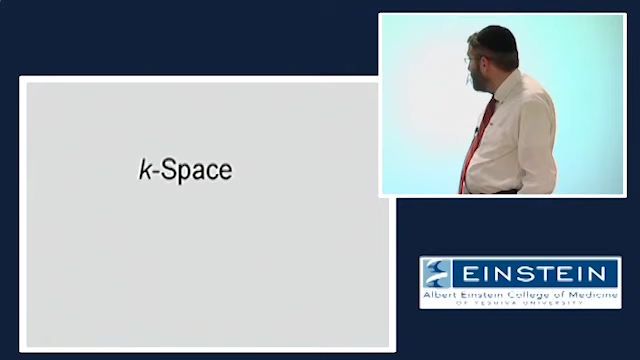 k-Space
EINSTEIN
Albert Einstein College of Medicine
OF YESHIVA UNIVERSITY